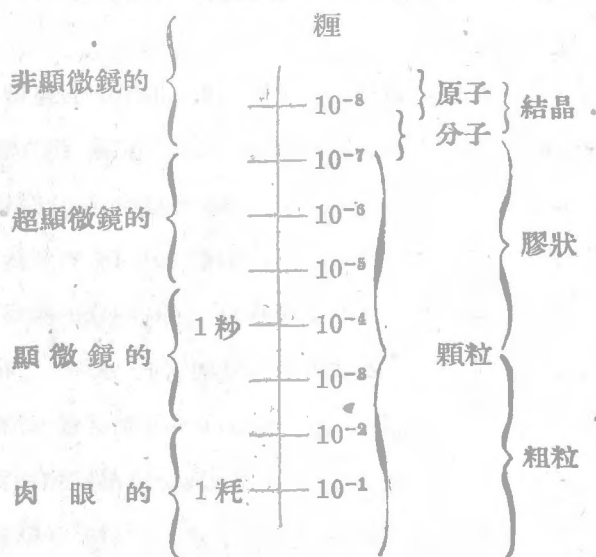 糎
非顯微鏡的
10⁻⁸ 原子 結晶
分子
10⁻⁷
超顯微鏡的 10⁻⁶
膠狀
10⁻⁵
1秒 10⁻⁴
顯微鏡的 顆粒
10⁻³
10⁻²
粗粒
肉眼的 1耗 10⁻¹